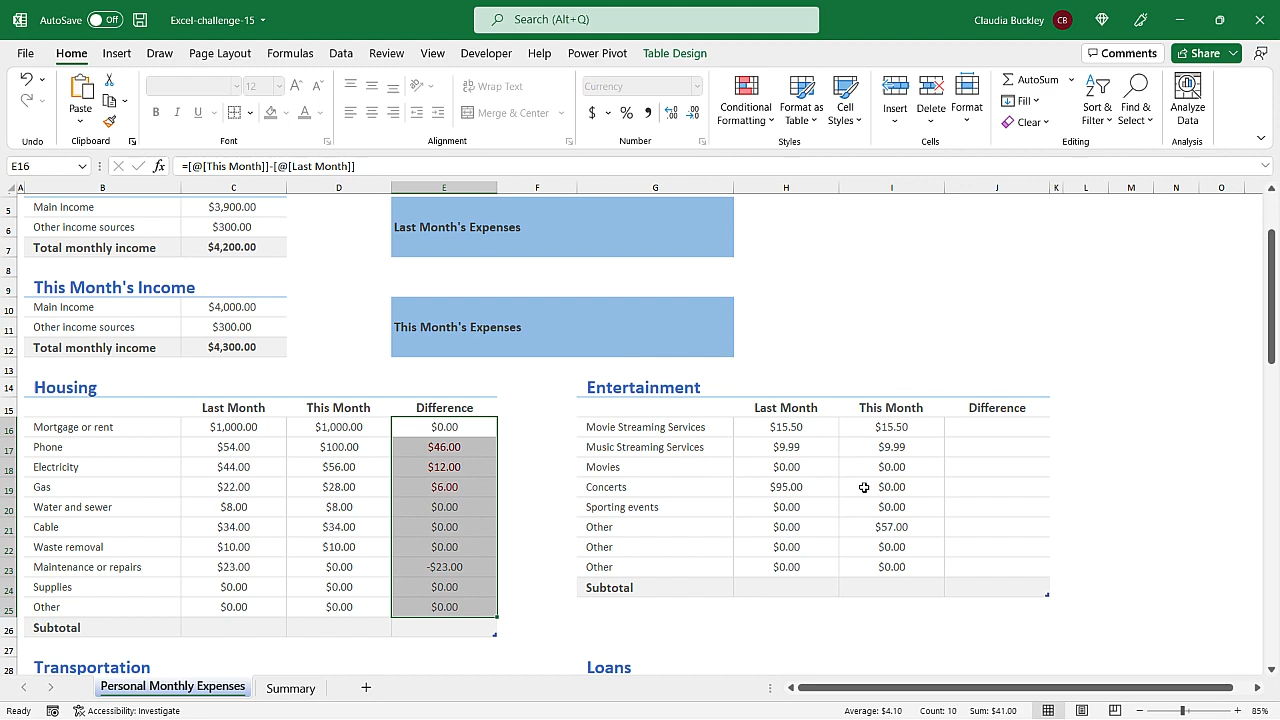 AutoSave Off Excel-challenge-15 Search (Alt+Q) Claudia Buckley CB
File Home Insert Draw Page Layout Formulas Data Review View Developer Help Power Pivot Table Design Comments Share
Paste 12 Wrap Text Merge & Center Currency $ % Conditional Formatting Format as Table Cell Styles Insert Delete Format AutoSum Fill Clear Sort & Filter Find & Select Analyze Data
Undo Clipboard Font Alignment Number Styles Cells Editing Analysis
E16 fx =[@[This Month]]-[@[Last Month]]
A B C D E F G H I J K L M N O
5 Main Income $3,900.00
6 Other income sources $300.00 Last Month's Expenses
7 Total monthly income $4,200.00
8
9 This Month's Income
10 Main Income $4,000.00
11 Other income sources $300.00 This Month's Expenses
12 Total monthly income $4,300.00
13
14 Housing Entertainment
15 Last Month This Month Difference Last Month This Month Difference
16 Mortgage or rent $1,000.00 $1,000.00 $0.00 Movie Streaming Services $15.50 $15.50
17 Phone $54.00 $100.00 $46.00 Music Streaming Services $9.99 $9.99
18 Electricity $44.00 $56.00 $12.00 Movies $0.00 $0.00
19 Gas $22.00 $28.00 $6.00 Concerts $95.00 $0.00
20 Water and sewer $8.00 $8.00 $0.00 Sporting events $0.00 $0.00
21 Cable $34.00 $34.00 $0.00 Other $0.00 $57.00
22 Waste removal $10.00 $10.00 $0.00 Other $0.00 $0.00
23 Maintenance or repairs $23.00 $0.00 -$23.00 Other $0.00 $0.00
24 Supplies $0.00 $0.00 $0.00 Subtotal
25 Other $0.00 $0.00 $0.00
26 Subtotal
27
28 Transportation Loans
Personal Monthly Expenses Summary
Ready Accessibility: Investigate Average: $4.10 Count: 10 Sum: $41.00 85%